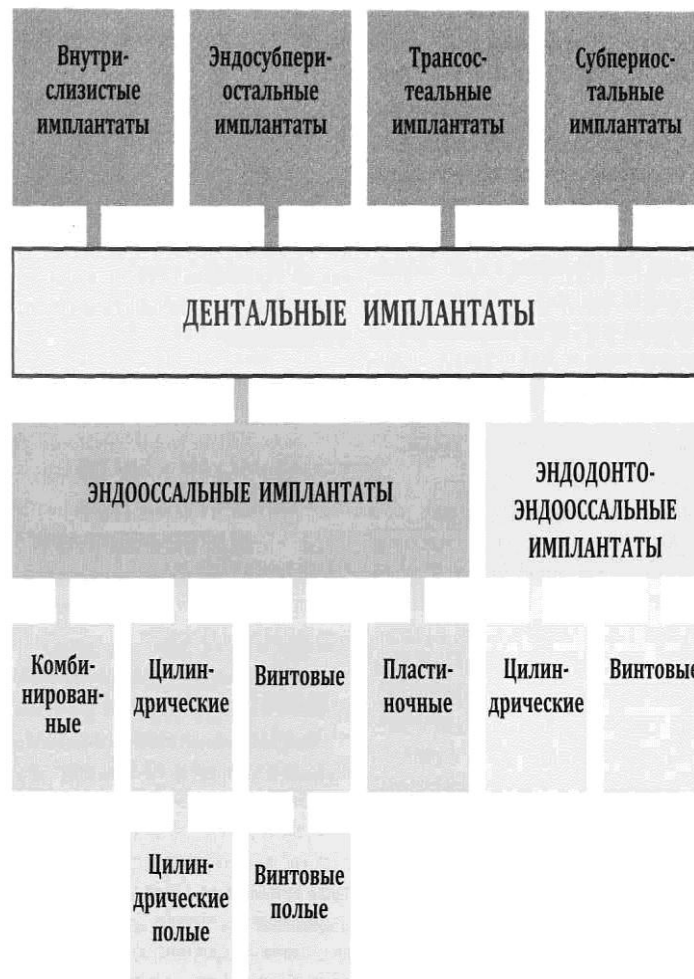 Внутри-
слизистые
имплантаты
Эндосубпери-
остальные
имплантаты
Трансос-
теальные
имплантаты
Субпериос-
тальные
имплантаты
ДЕНТАЛЬНЫЕ ИМПЛАНТАТЫ
ЭНДООССАЛЬНЫЕ ИМПЛАНТАТЫ
ЭНДОДОНТО-
ЭНДООССАЛЬНЫЕ
ИМПЛАНТАТЫ
Комби-
нирован-
ные
Цилин-
дрические
Винтовые
Пласти-
ночные
Цилин-
дрические
Винтовые
Цилин-
дрические
полые
Винтовые
полые